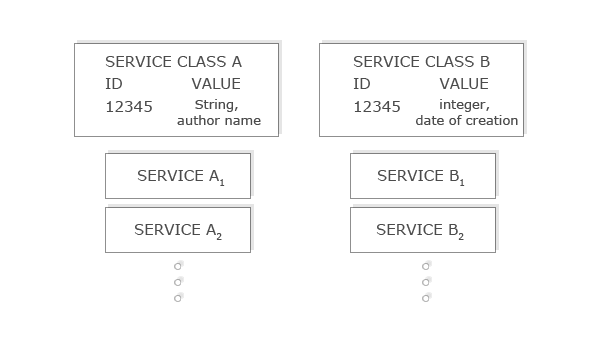 SERVICE CLASS A
ID VALUE
12345 String,
author name
SERVICE A1
SERVICE A2
SERVICE CLASS B
ID VALUE
12345 integer,
date of creation
SERVICE B1
SERVICE B2